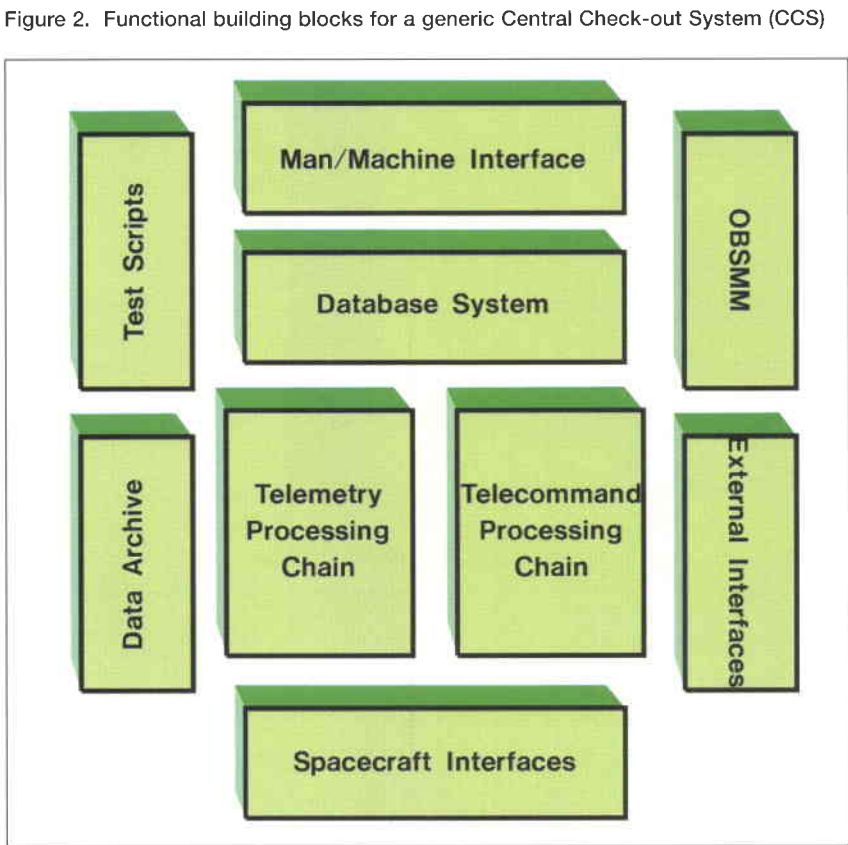 Figure 2. Functional building blocks for a generic Central Check-out System (CCS)
Man/Machine Interface
Test Scripts
OBSMM
Database System
Telemetry
Processing
Chain
Telecommand
Processing
Chain
Data Archive
External Interfaces
Spacecraft Interfaces